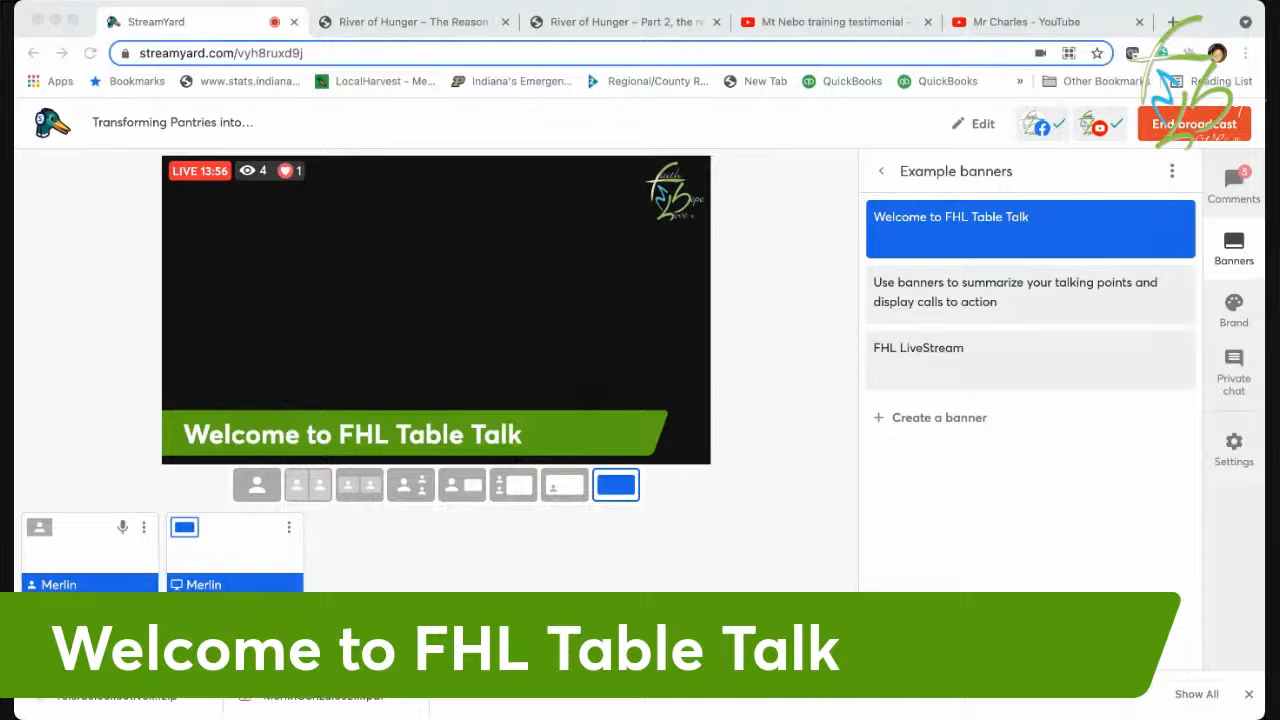 StreamYard
River of Hunger – The Reason
River of Hunger – Part 2, the re
Mt Nebo training testimonial -
Mr Charles - YouTube
streamyard.com/vyh8ruxd9j
Apps
Bookmarks
www.stats.indiana...
LocalHarvest - Me...
Indiana's Emergen...
Regional/County R...
New Tab
QuickBooks
QuickBooks
»
Other Bookmarks
Reading List
Transforming Pantries into...
Edit
End broadcast
LIVE 13:56
4
1
Faith
Hope
Love
Example banners
Welcome to FHL Table Talk
Use banners to summarize your talking points and
display calls to action
FHL LiveStream
+ Create a banner
5
Comments
Banners
Brand
Private
chat
Settings
Welcome to FHL Table Talk
Merlin
Merlin
Welcome to FHL Table Talk
Show All